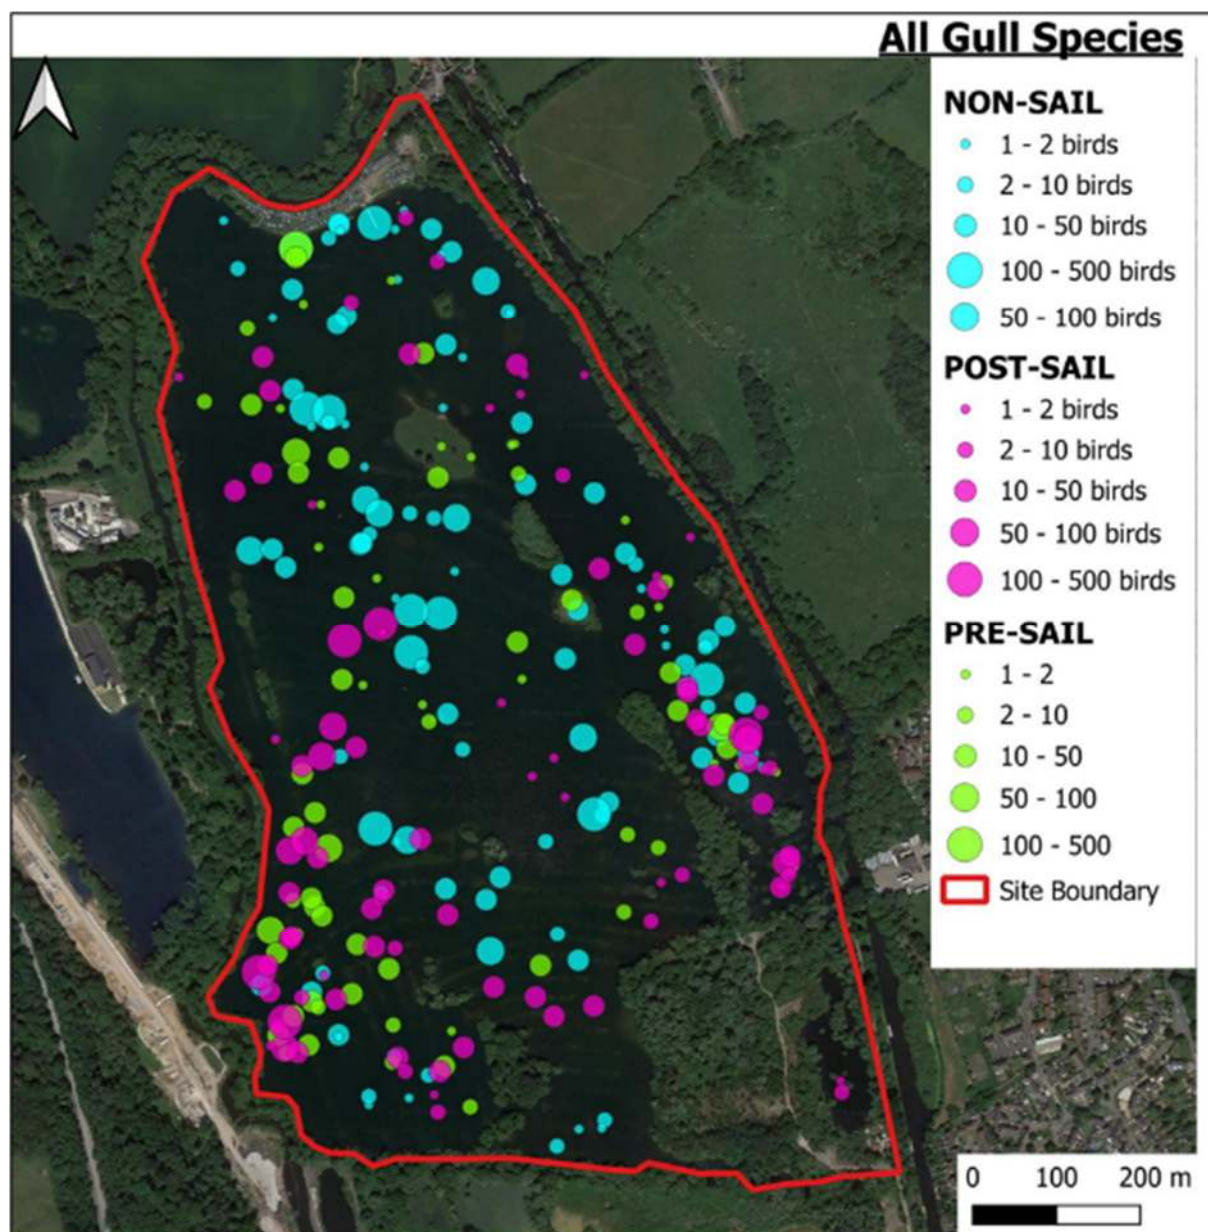 All Gull Species
NON-SAIL
1 - 2 birds
2 - 10 birds
10 - 50 birds
100 - 500 birds
50 - 100 birds
POST-SAIL
1 - 2 birds
2 - 10 birds
10 - 50 birds
50 - 100 birds
100 - 500 birds
PRE-SAIL
1 - 2
2 - 10
10 - 50
50 - 100
100 - 500
Site Boundary
0 100 200 m